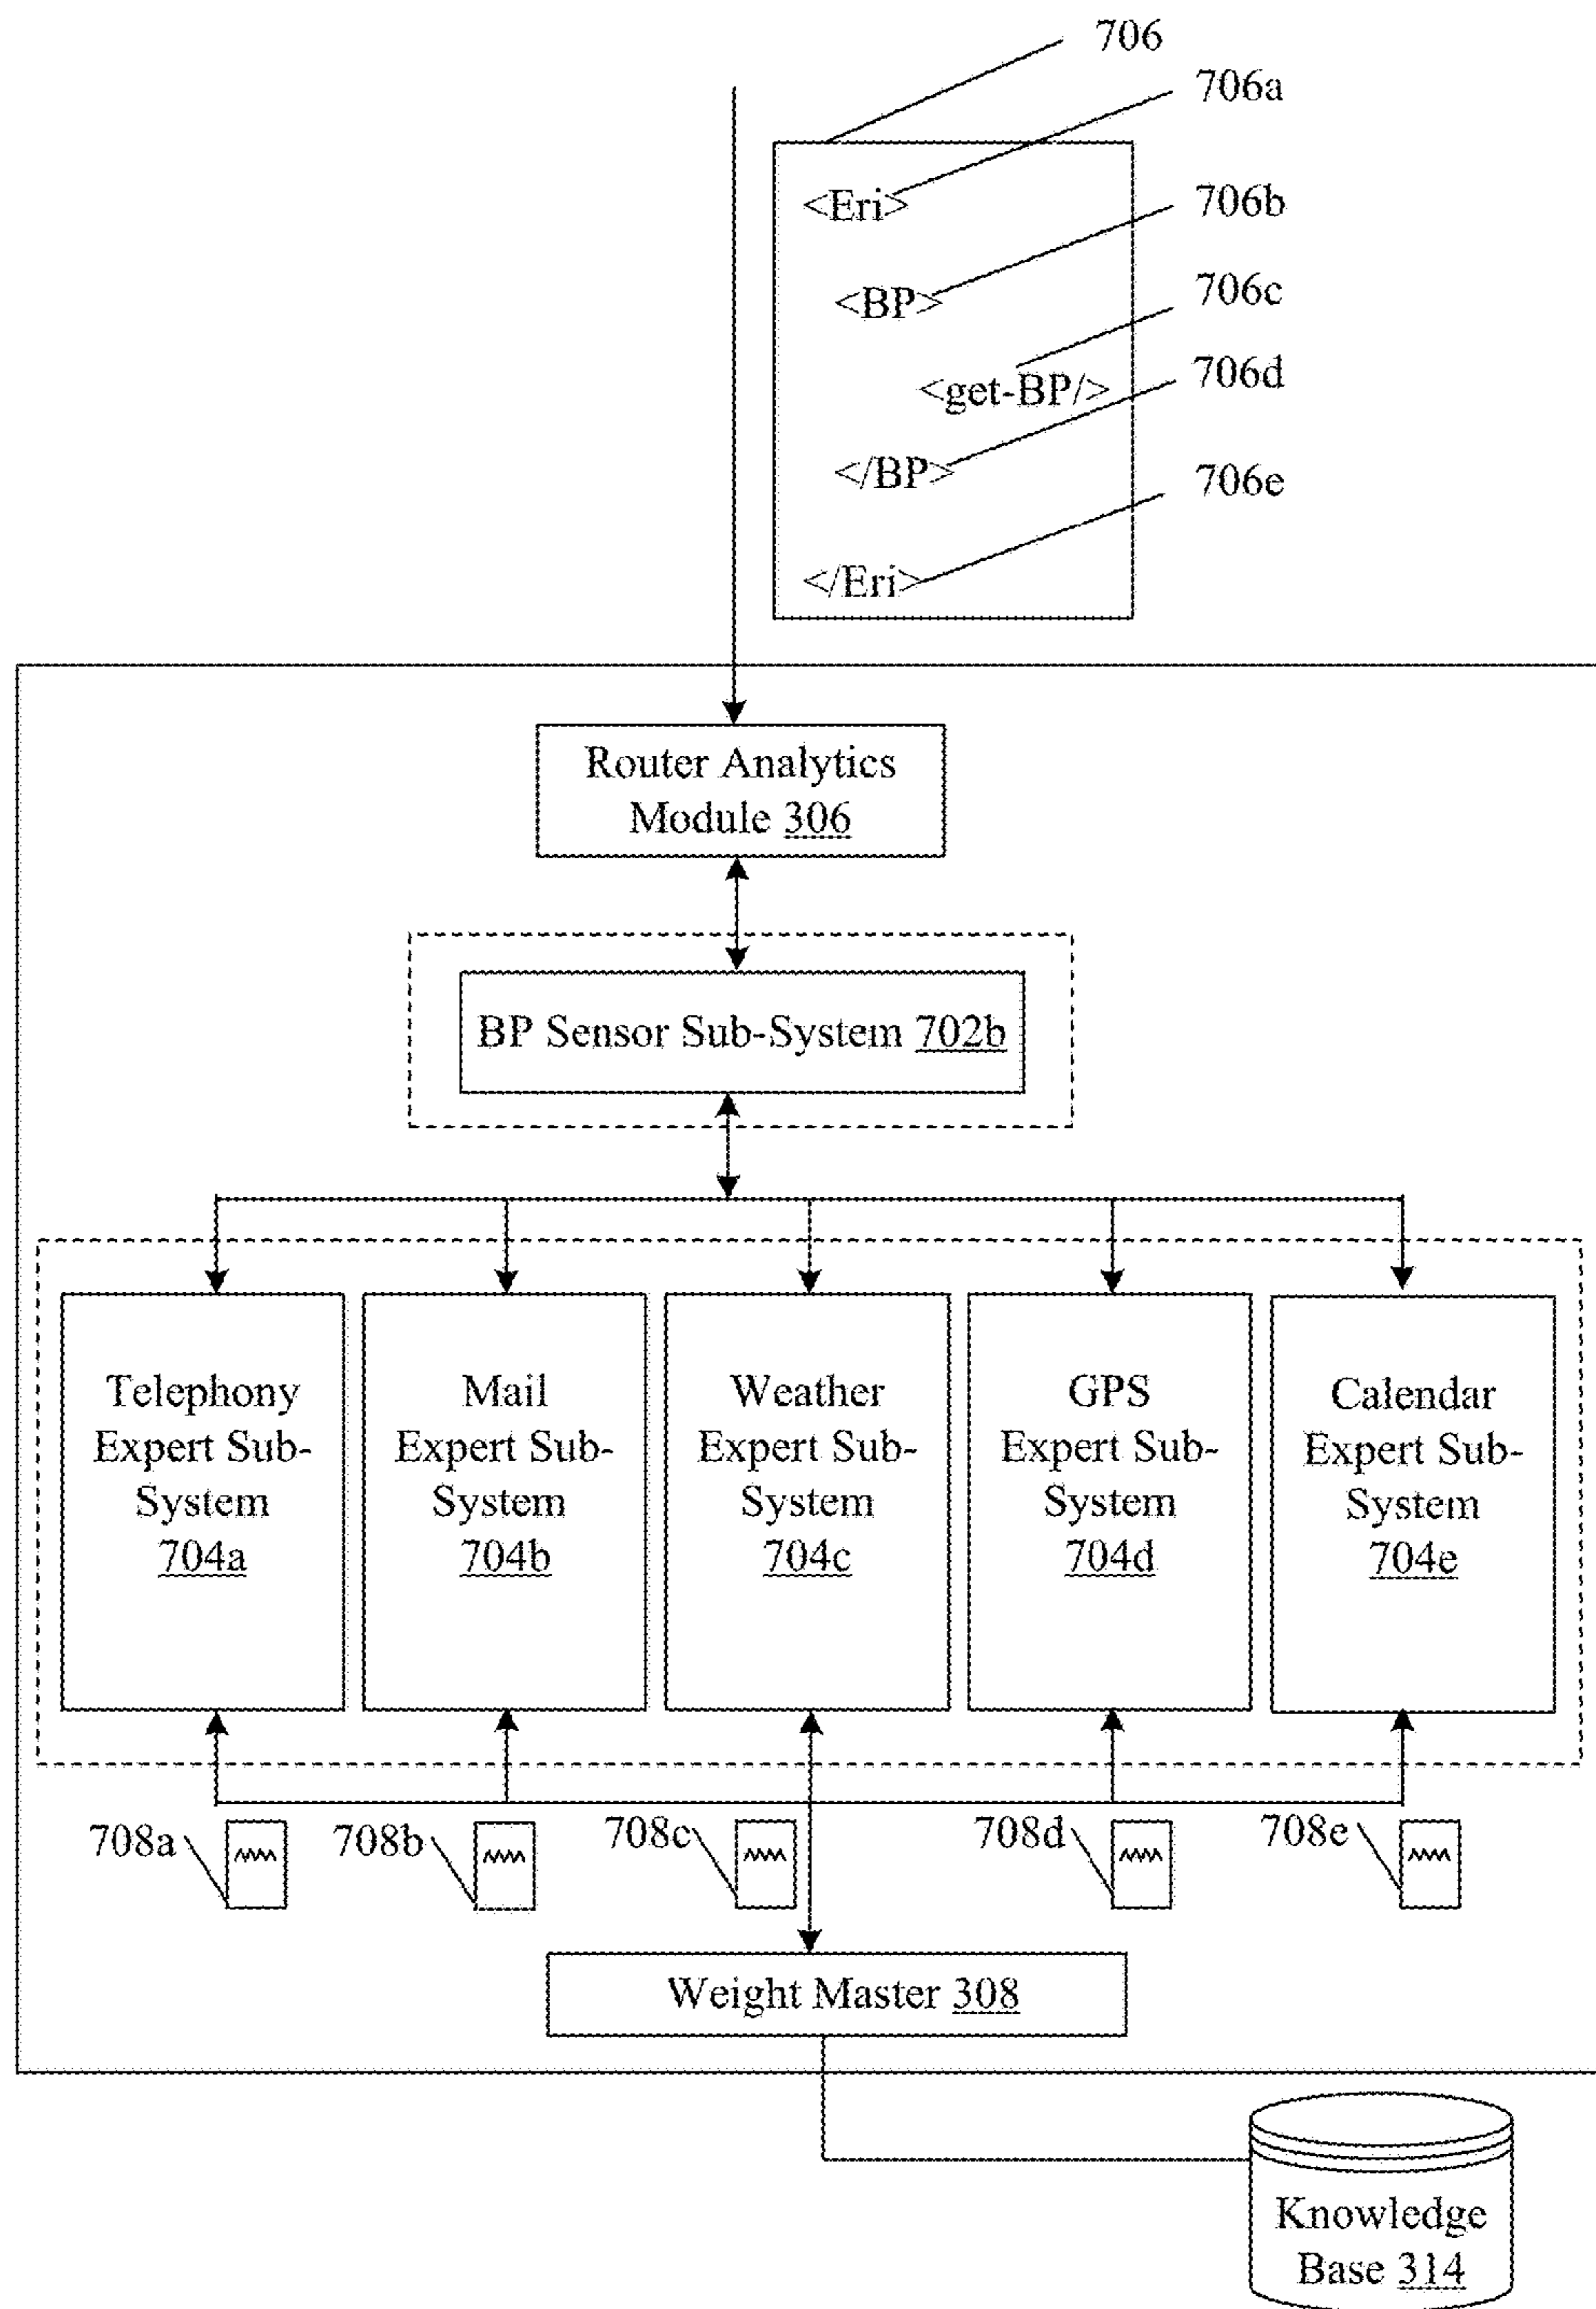 706
706a
<Eri>
706b
<BP>
706c
<get-BP/>
706d
</BP>
706e
</Eri>
Router Analytics
Module 306
BP Sensor Sub-System 702b
Telephony
Expert Sub-
System
704a
Mail
Expert Sub-
System
704b
Weather
Expert Sub-
System
704c
GPS
Expert Sub-
System
704d
Calendar
Expert Sub-
System
704e
708a
708b
708c
708d
708e
Weight Master 308
Knowledge
Base 314